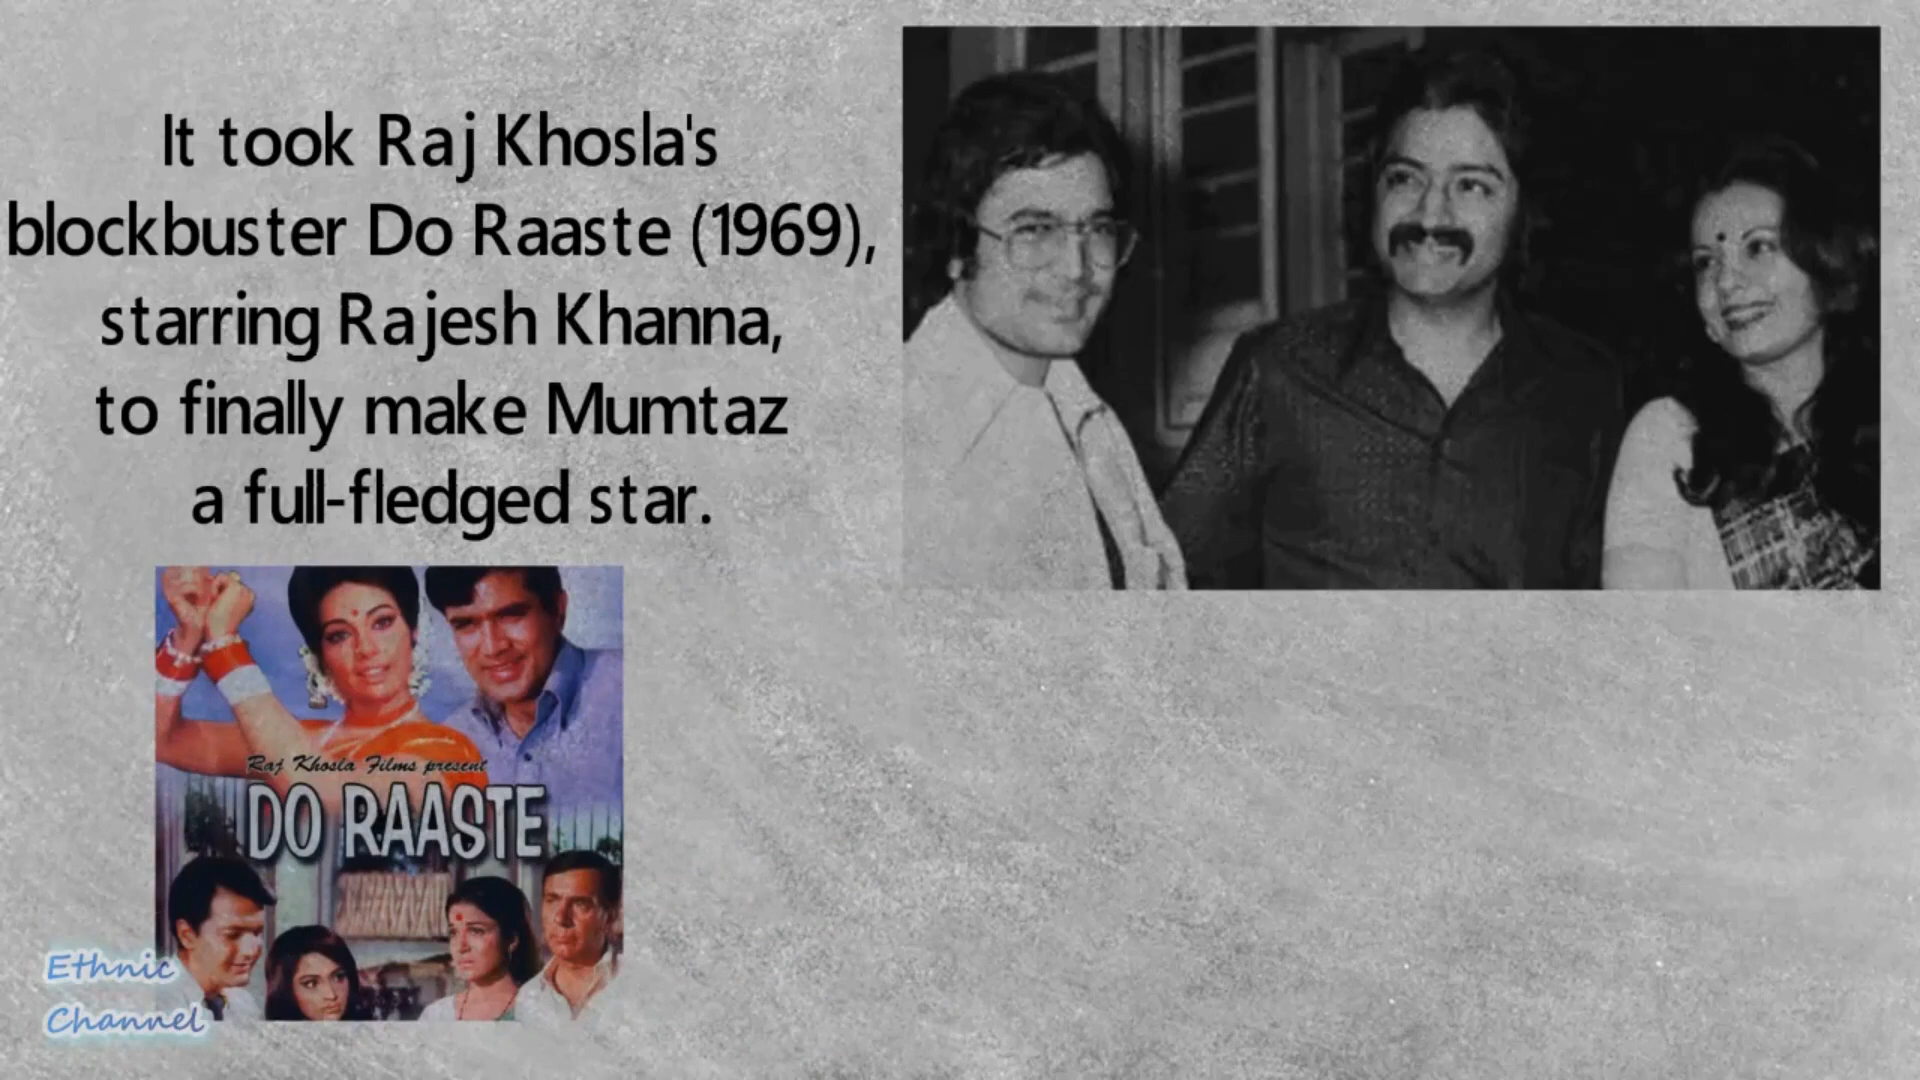 It took Raj Khosla's
blockbuster Do Raaste (1969),
starring Rajesh Khanna,
to finally make Mumtaz
a full-fledged star.
Raj Khosla Films present
DO RAASTE
Ethnic
Channel